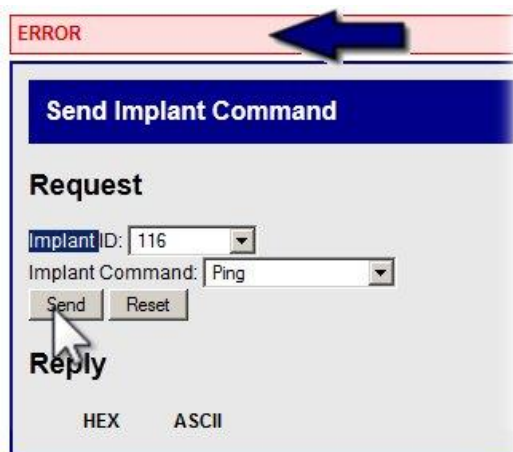 ERROR
Send Implant Command
Request
Implant ID: 116
Implant Command: Ping
Send Reset
Reply
HEX ASCII